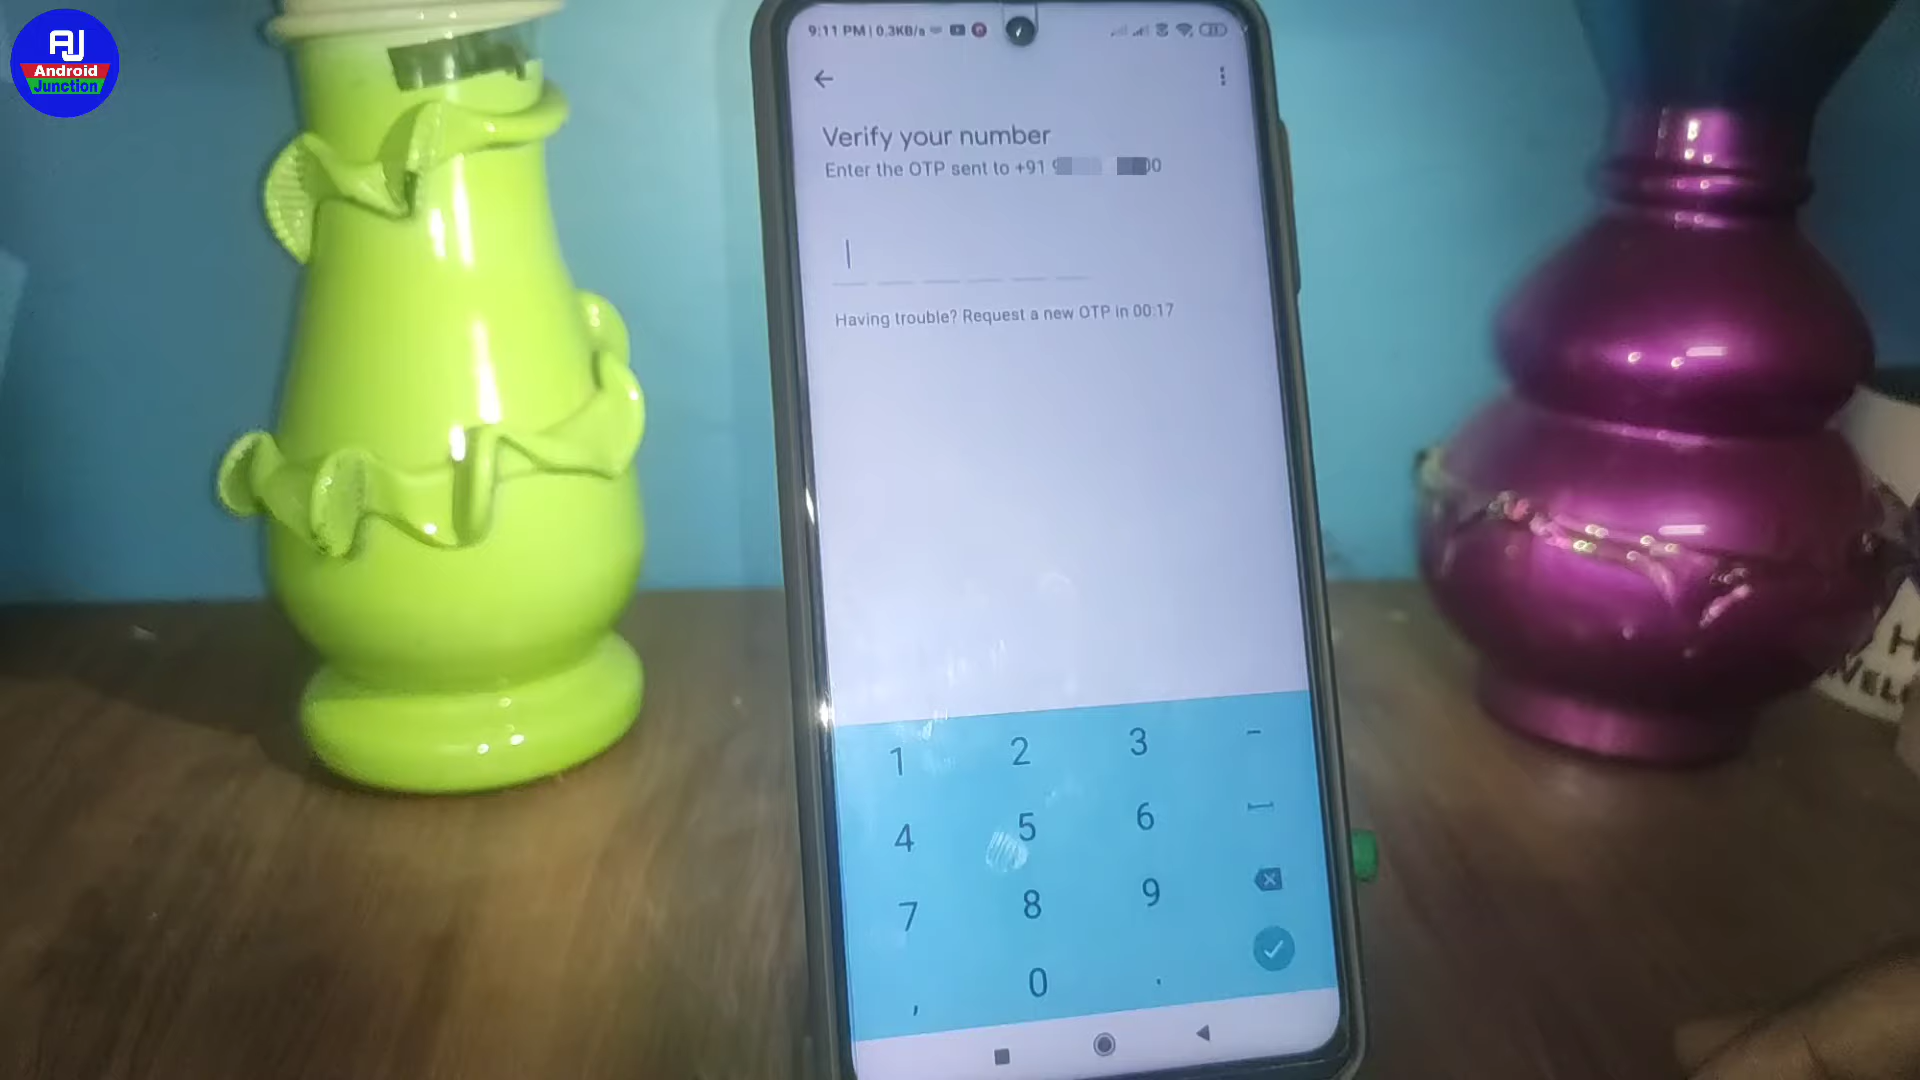 AJ
Android
Junction
9:11 PM | 0.3KB/s
Verify your number
Enter the OTP sent to +91 00
Having trouble? Request a new OTP in 00:17
1 2 3 -
4 5 6
7 8 9
, 0 .
H